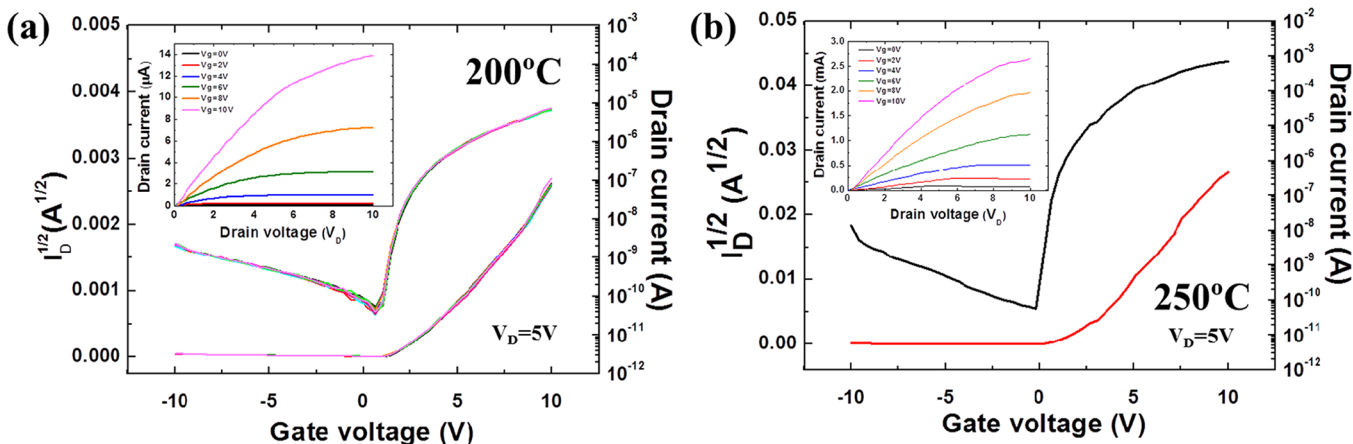 (a)
0.005
0.004
0.003
0.002
0.001
0.000
I_D^1/2 (A^1/2)
14
12
10
8
6
4
2
0
Drain current (μA)
Vg=0V
Vg=2V
Vg=4V
Vg=6V
Vg=8V
Vg=10V
0 2 4 6 8 10
Drain voltage (V_D)
200°C
V_D=5V
10^-3
10^-4
10^-5
10^-6
10^-7
10^-8
10^-9
10^-10
10^-11
10^-12
Drain current (A)
-10 -5 0 5 10
Gate voltage (V)
(b)
0.05
0.04
0.03
0.02
0.01
0.00
I_D^1/2 (A^1/2)
3.0
2.5
2.0
1.5
1.0
0.5
0.0
Drain current (mA)
Vg=0V
Vg=2V
Vg=4V
Vg=6V
Vg=8V
Vg=10V
0 2 4 6 8 10
Drain voltage (V_D)
250°C
V_D=5V
10^-2
10^-3
10^-4
10^-5
10^-6
10^-7
10^-8
10^-9
10^-10
10^-11
10^-12
Drain current (A)
-10 -5 0 5 10
Gate voltage (V)